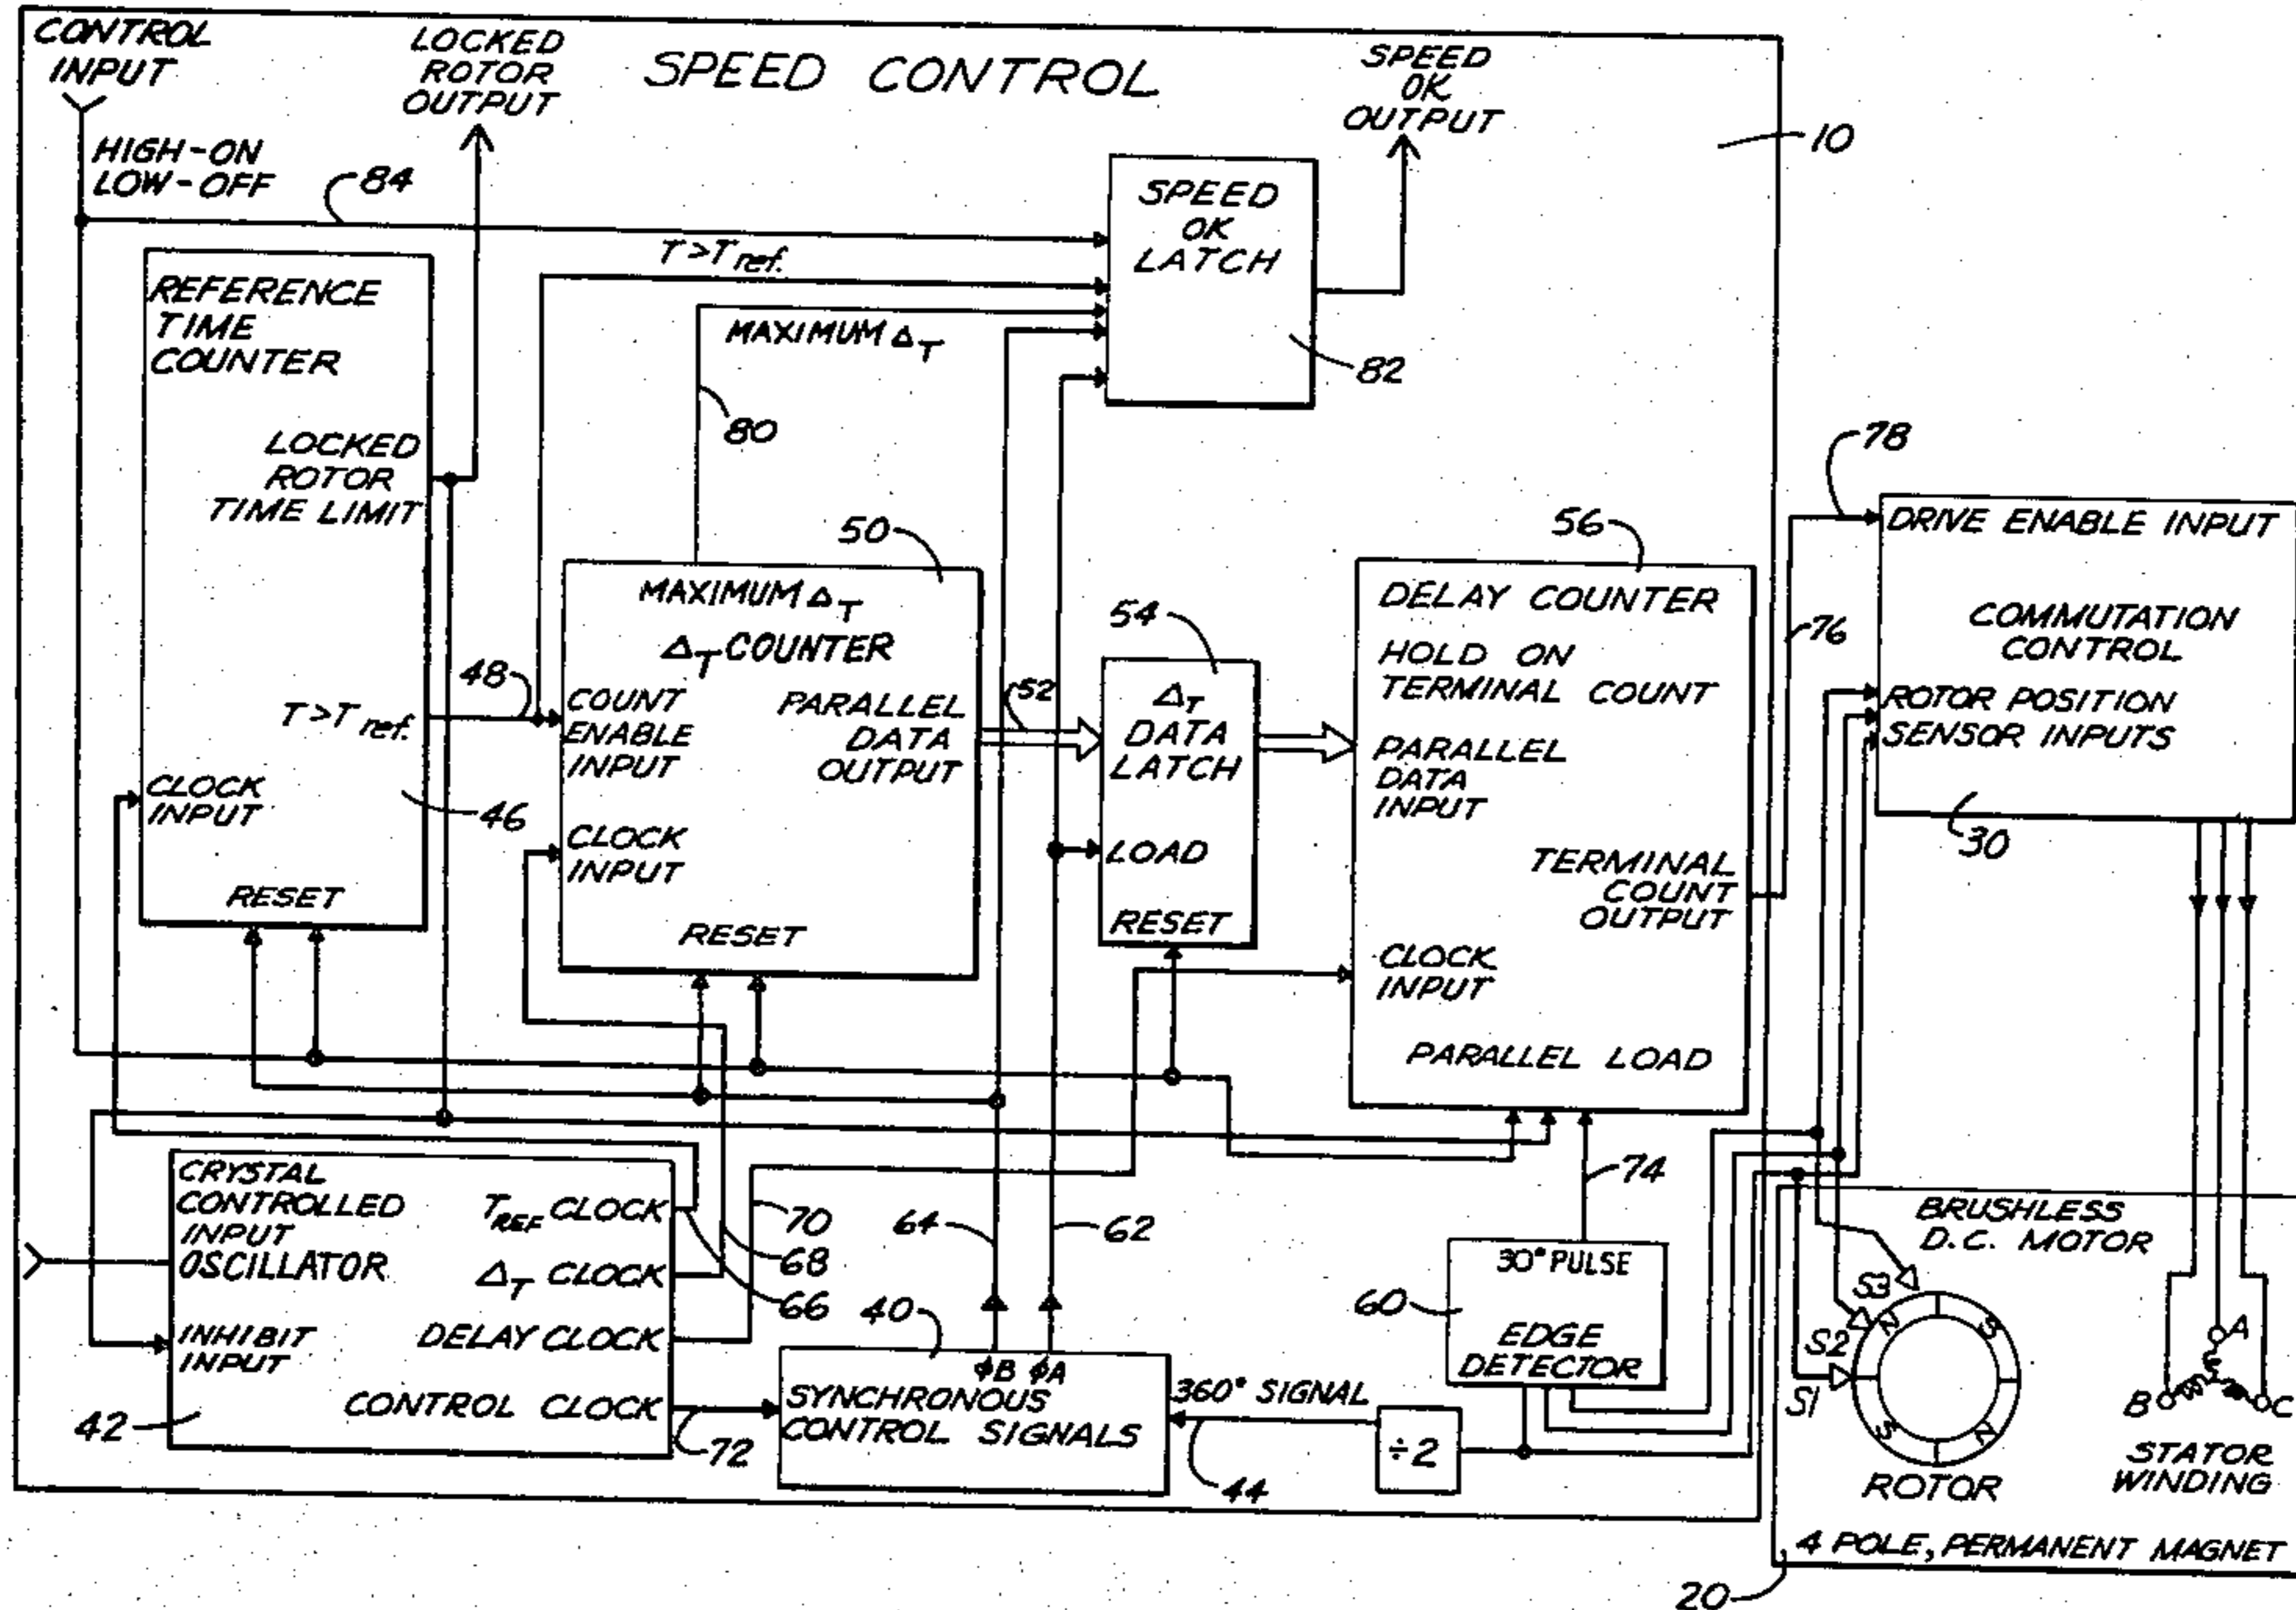 CONTROL
INPUT
HIGH-ON
LOW-OFF
84
LOCKED
ROTOR
OUTPUT
SPEED CONTROL
SPEED
OK
OUTPUT
10
SPEED
OK
LATCH
82
T>T ref.
MAXIMUM ΔT
80
REFERENCE
TIME
COUNTER
LOCKED
ROTOR
TIME LIMIT
T>T ref.
CLOCK
INPUT
46
RESET
48
50
MAXIMUM ΔT
ΔT COUNTER
COUNT
ENABLE
INPUT
PARALLEL
DATA
OUTPUT
CLOCK
INPUT
RESET
52
54
ΔT
DATA
LATCH
LOAD
RESET
56
DELAY COUNTER
HOLD ON
TERMINAL COUNT
PARALLEL
DATA
INPUT
TERMINAL
COUNT
OUTPUT
CLOCK
INPUT
PARALLEL LOAD
76
78
DRIVE ENABLE INPUT
COMMUTATION
CONTROL
ROTOR POSITION
SENSOR INPUTS
30
CRYSTAL
CONTROLLED
INPUT
OSCILLATOR
INHIBIT
INPUT
TREF CLOCK
ΔT CLOCK
DELAY CLOCK
CONTROL CLOCK
42
70
68
66
72
64
62
40
ΦB ΦA
SYNCHRONOUS
CONTROL SIGNALS
360° SIGNAL
44
÷2
74
60
30° PULSE
EDGE
DETECTOR
BRUSHLESS
D.C. MOTOR
S3
S2
S1
N
S
S
N
ROTOR
A
B
C
STATOR
WINDING
4 POLE, PERMANENT MAGNET
20